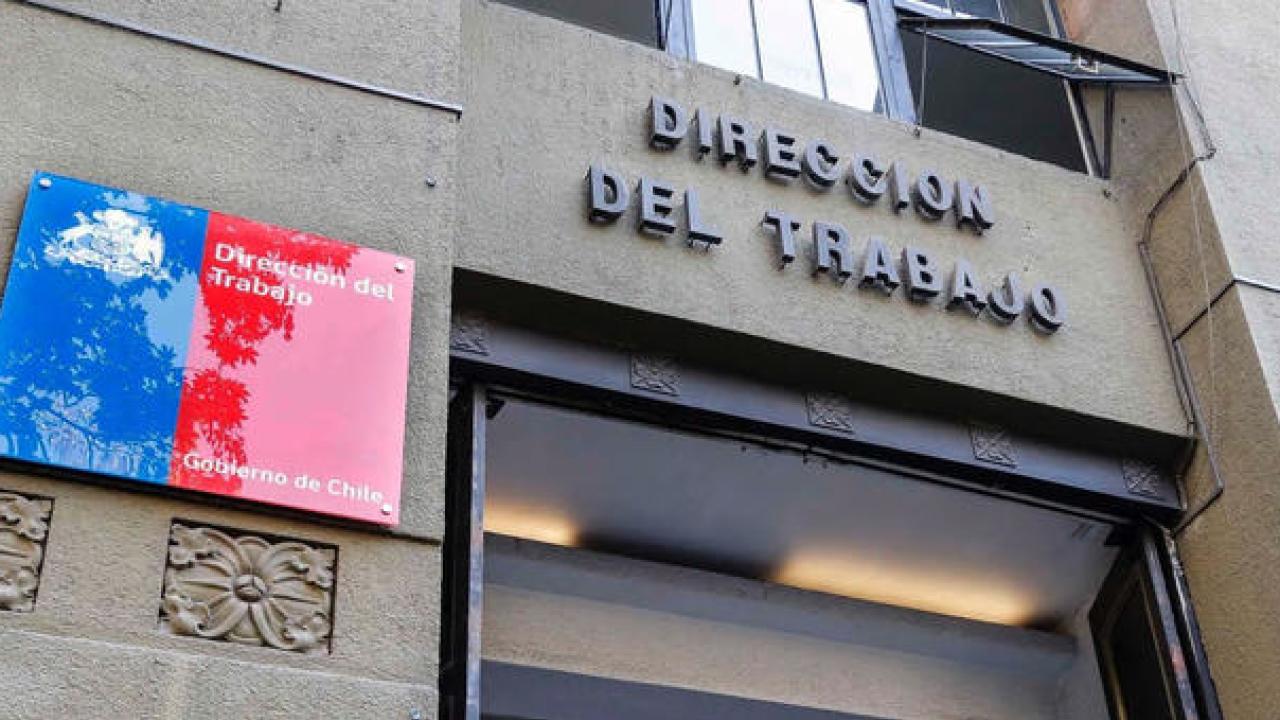 DIRECCION
DEL TRABAJO
Dirección del
Trabajo
Gobierno de Chile